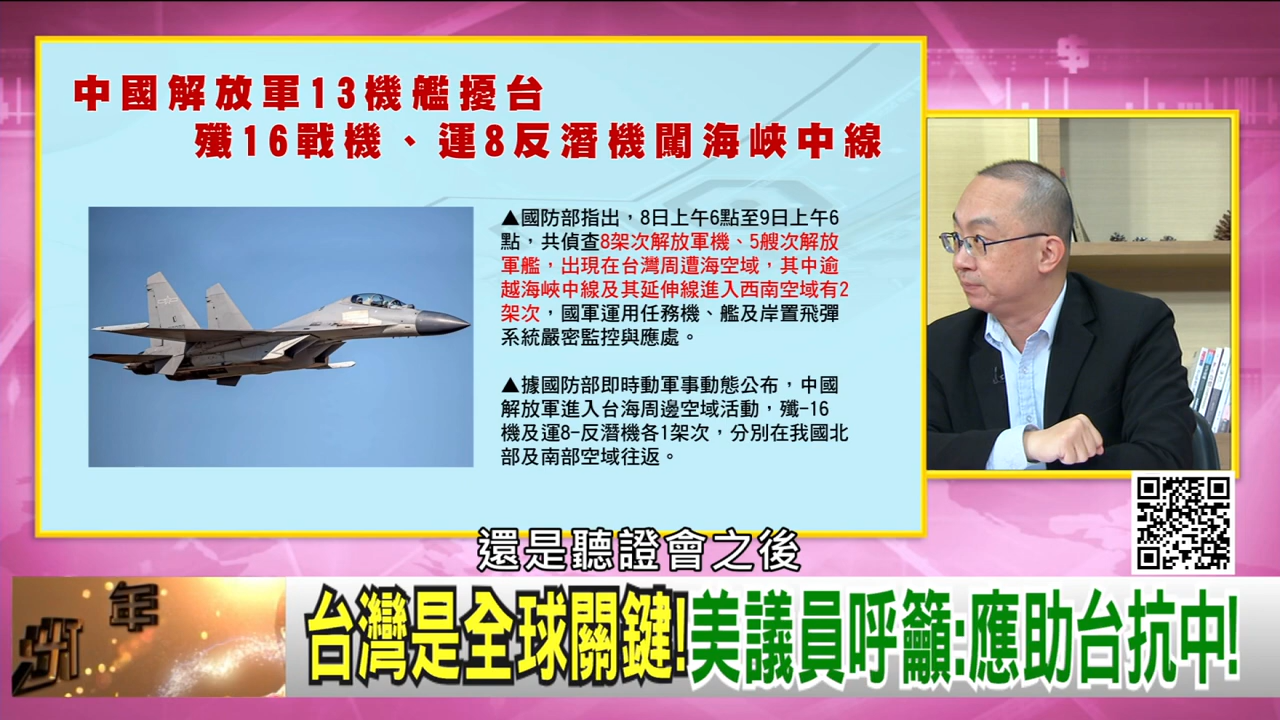 中國解放軍13機艦擾台
殲16戰機、運8反潛機闖海峽中線
▲國防部指出，8日上午6點至9日上午6
點，共偵查8架次解放軍機、5艘次解放
軍艦，出現在台灣周遭海空域，其中逾
越海峽中線及其延伸線進入西南空域有2
架次，國軍運用任務機、艦及岸置飛彈
系統嚴密監控與應處。
▲據國防部即時動軍事動態公布，中國
解放軍進入台海周邊空域活動，殲-16
機及運8-反潛機各1架次，分別在我國北
部及南部空域往返。
還是聽證會之後
年
台灣是全球關鍵!美議員呼籲:應助台抗中!